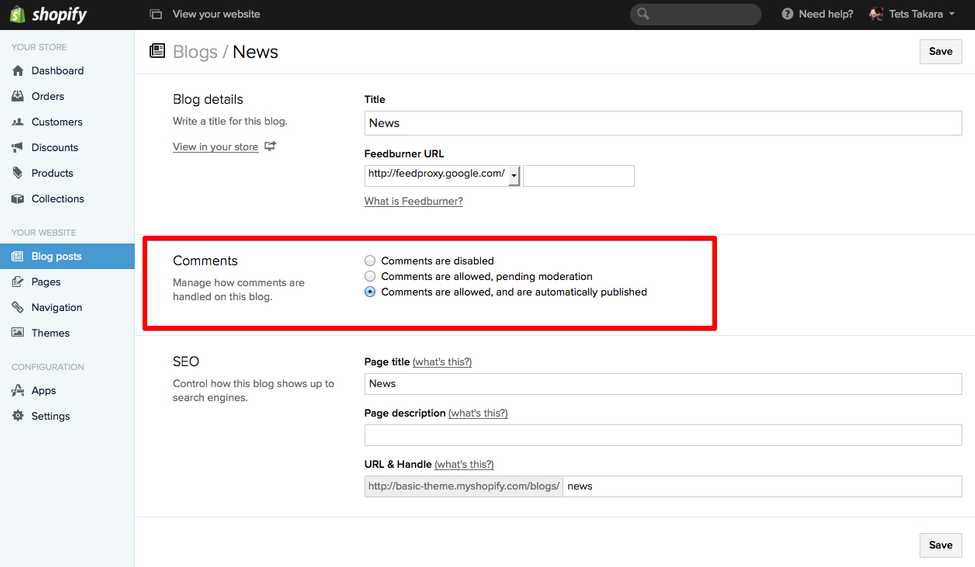 shopify
View your website
Need help?
Tets Takara
YOUR STORE
Dashboard
Orders
Customers
Discounts
Products
Collections
YOUR WEBSITE
Blog posts
Pages
Navigation
Themes
CONFIGURATION
Apps
Settings
Blogs / News
Save
Blog details
Write a title for this blog.
View in your store
Title
News
Feedburner URL
http://feedproxy.google.com/
What is Feedburner?
Comments
Manage how comments are
handled on this blog.
Comments are disabled
Comments are allowed, pending moderation
Comments are allowed, and are automatically published
SEO
Control how this blog shows up to
search engines.
Page title (what's this?)
News
Page description (what's this?)
URL & Handle (what's this?)
http://basic-theme.myshopify.com/blogs/ news
Save